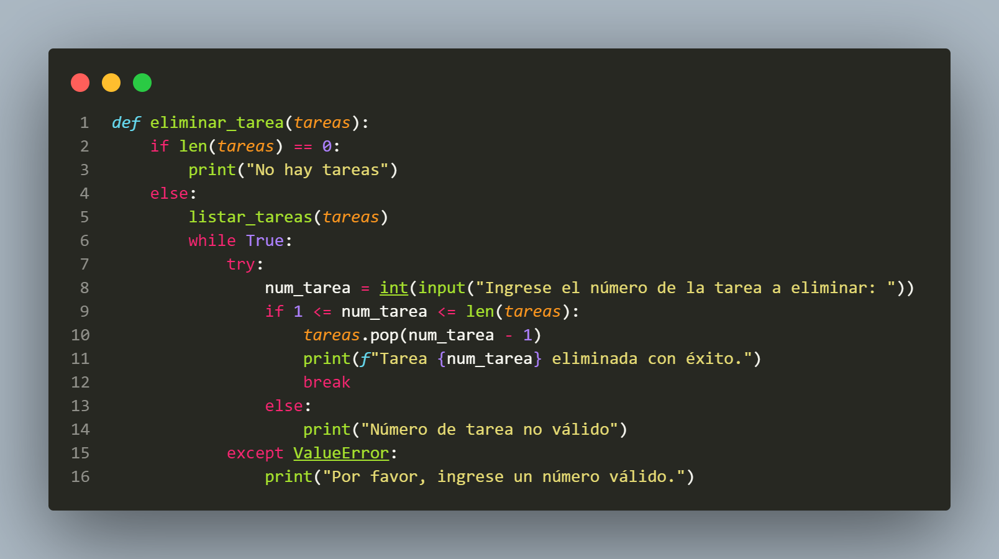 1 def eliminar_tarea(tareas):
2     if len(tareas) == 0:
3         print("No hay tareas")
4     else:
5         listar_tareas(tareas)
6         while True:
7             try:
8                 num_tarea = int(input("Ingrese el número de la tarea a eliminar: "))
9                 if 1 <= num_tarea <= len(tareas):
10                     tareas.pop(num_tarea - 1)
11                     print(f"Tarea {num_tarea} eliminada con éxito.")
12                     break
13                 else:
14                     print("Número de tarea no válido")
15             except ValueError:
16                 print("Por favor, ingrese un número válido.")